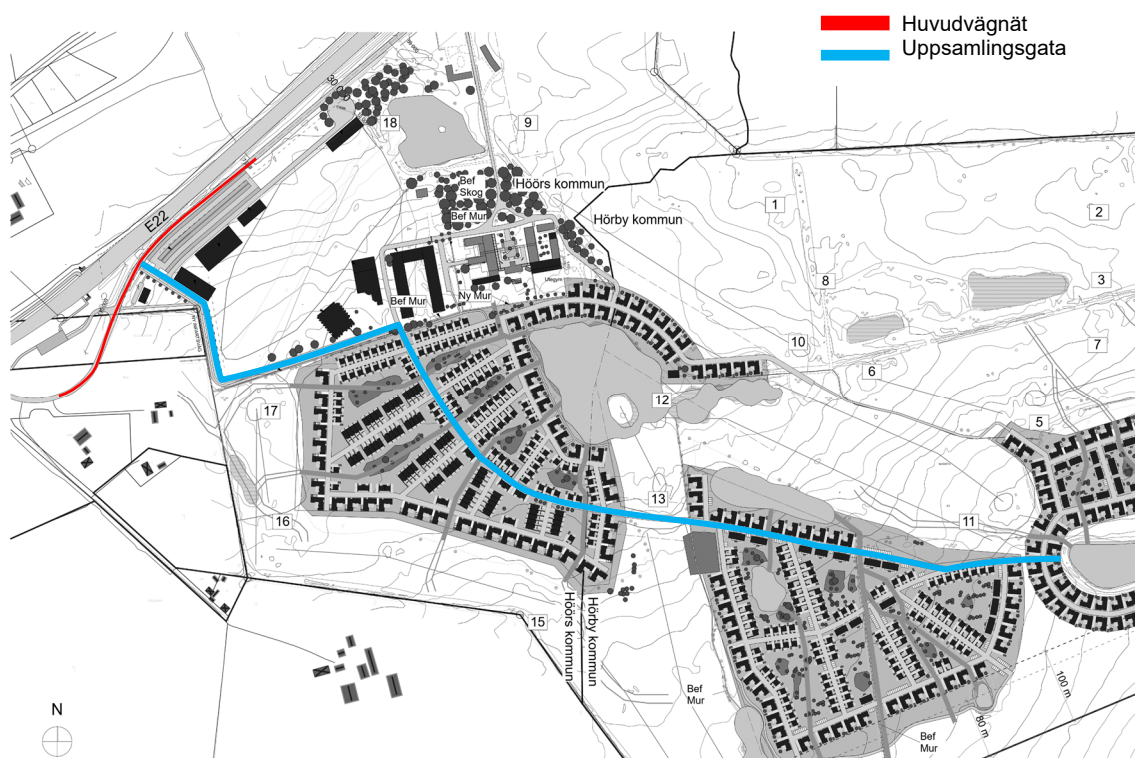 Huvudvägnät
Uppsamlingsgata
E22
18
9
Bef
Skog
Höörs kommun
Bef Mur
Hörby kommun
1
2
8
3
Utegym
Ny Mur
Bef Mur
10
7
6
12
17
5
13
11
16
15
Höörs kommun
Hörby kommun
Bef
Mur
100 m
80 m
Bef
Mur
N